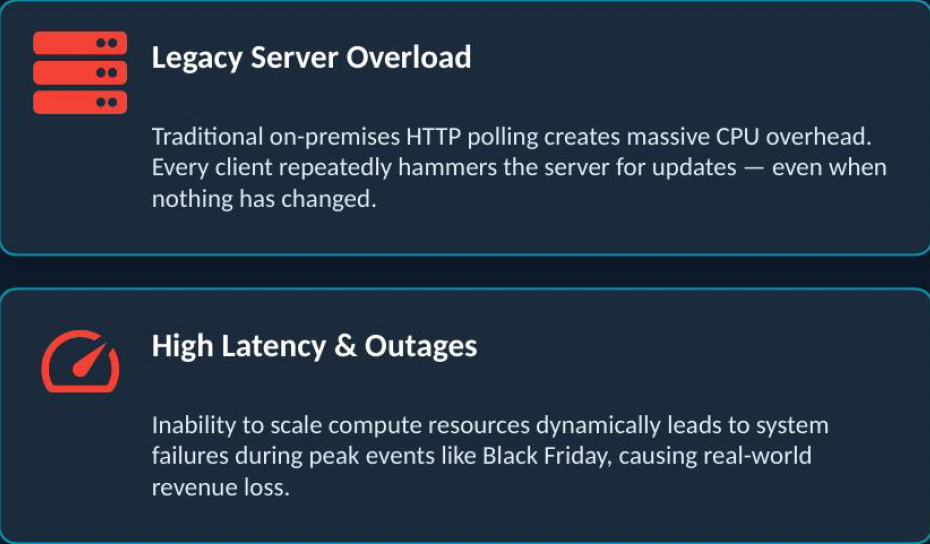 Legacy Server Overload
Traditional on-premises HTTP polling creates massive CPU overhead.
Every client repeatedly hammers the server for updates — even when
nothing has changed.
High Latency & Outages
Inability to scale compute resources dynamically leads to system
failures during peak events like Black Friday, causing real-world
revenue loss.